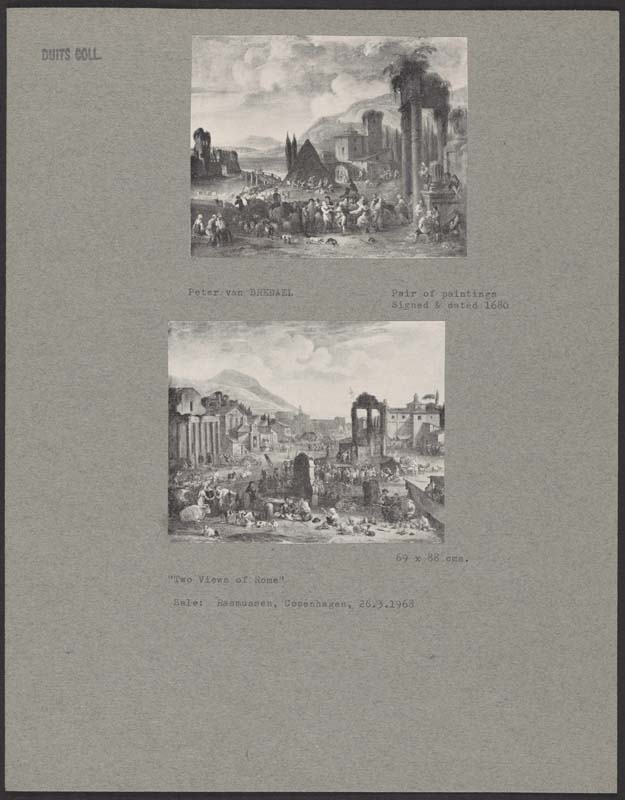 DUITS COLL.
Peter van BREDAEL
Pair of paintings
Signed & dated 1680
69 x 88 cms.
"Two Views of Rome"
Sale: Rasmussen, Copenhagen, 26.3.1968